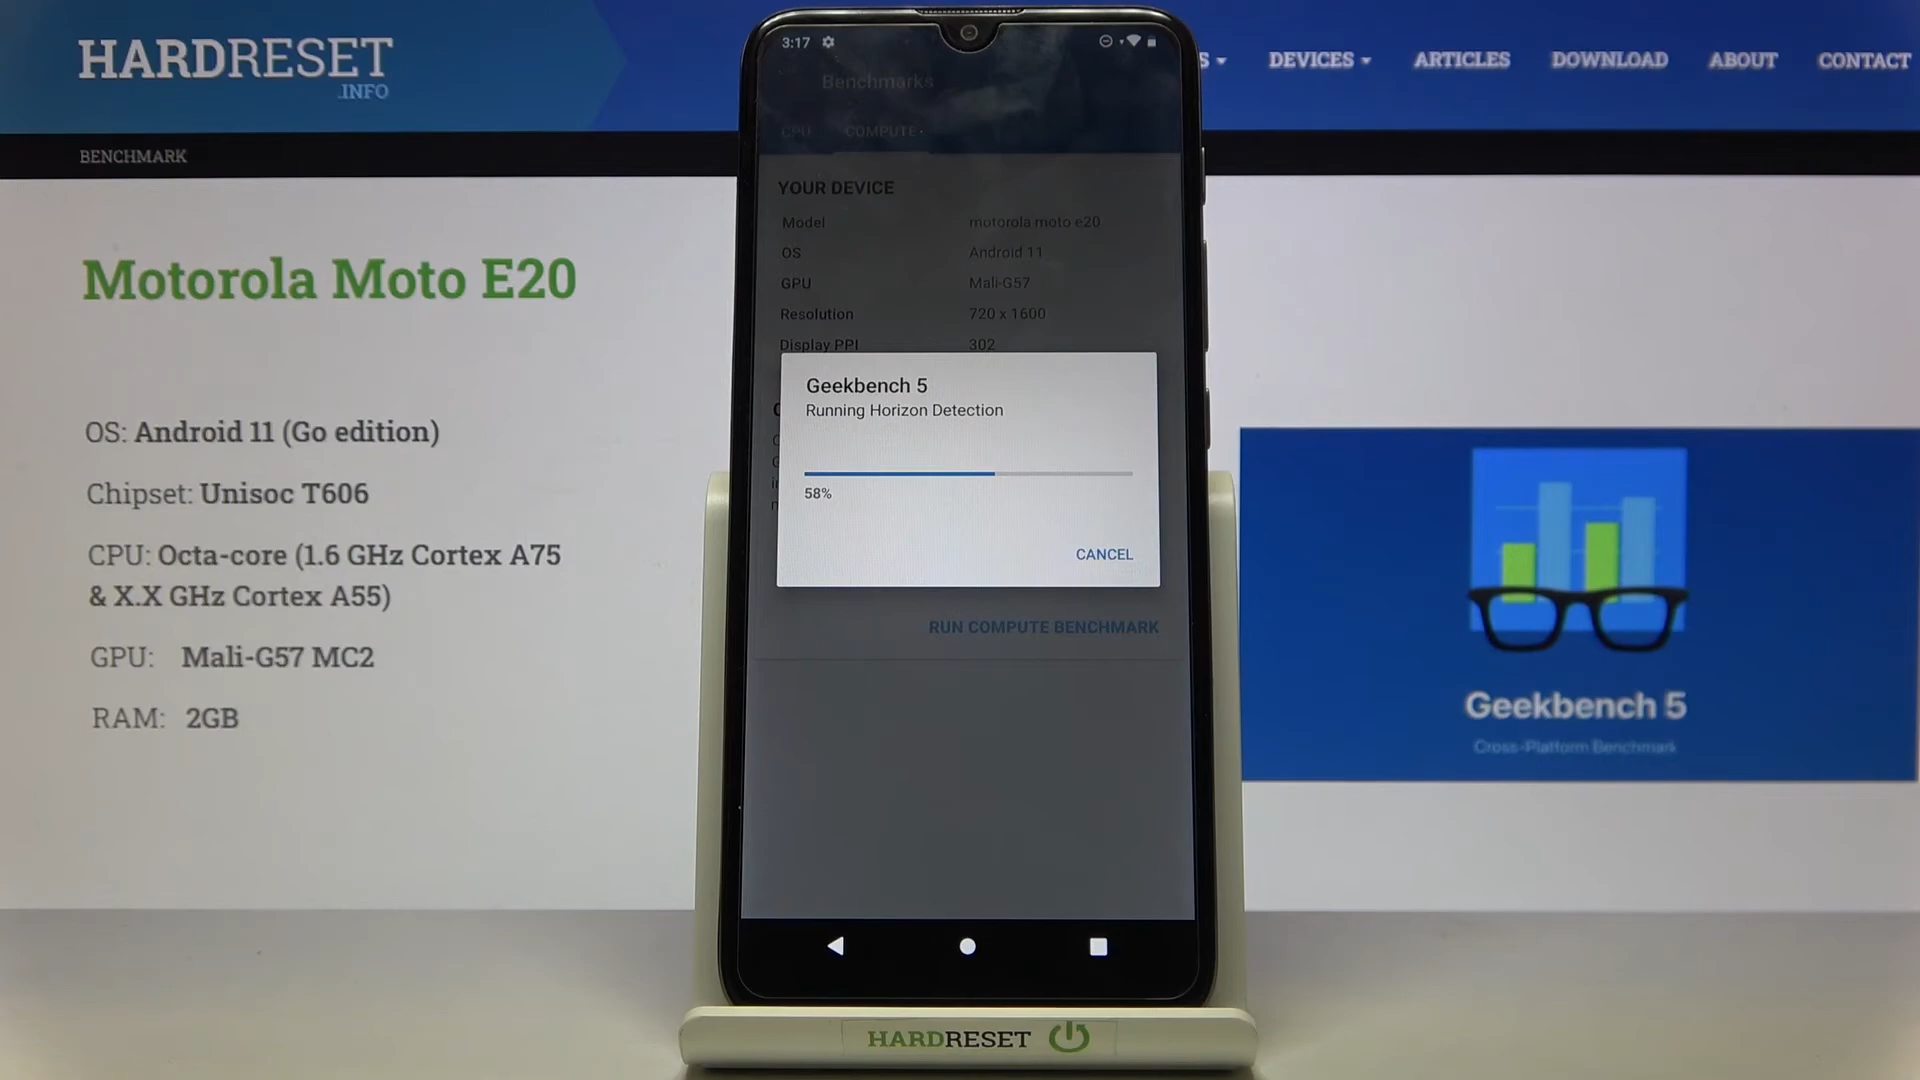 HARDRESET
.INFO
DEVICES
ARTICLES
DOWNLOAD
ABOUT
CONTACT
BENCHMARK
Motorola Moto E20
OS: Android 11 (Go edition)
Chipset: Unisoc T606
CPU: Octa-core (1.6 GHz Cortex A75
& X.X GHz Cortex A55)
GPU: Mali-G57 MC2
RAM: 2GB
3:17
Benchmarks
CPU COMPUTE
YOUR DEVICE
Model motorola moto e20
OS Android 11
GPU Mali-G57
Resolution 720 x 1600
Display PPI 302
Geekbench 5
Running Horizon Detection
58%
CANCEL
RUN COMPUTE BENCHMARK
HARDRESET
Geekbench 5
Cross-Platform Benchmark